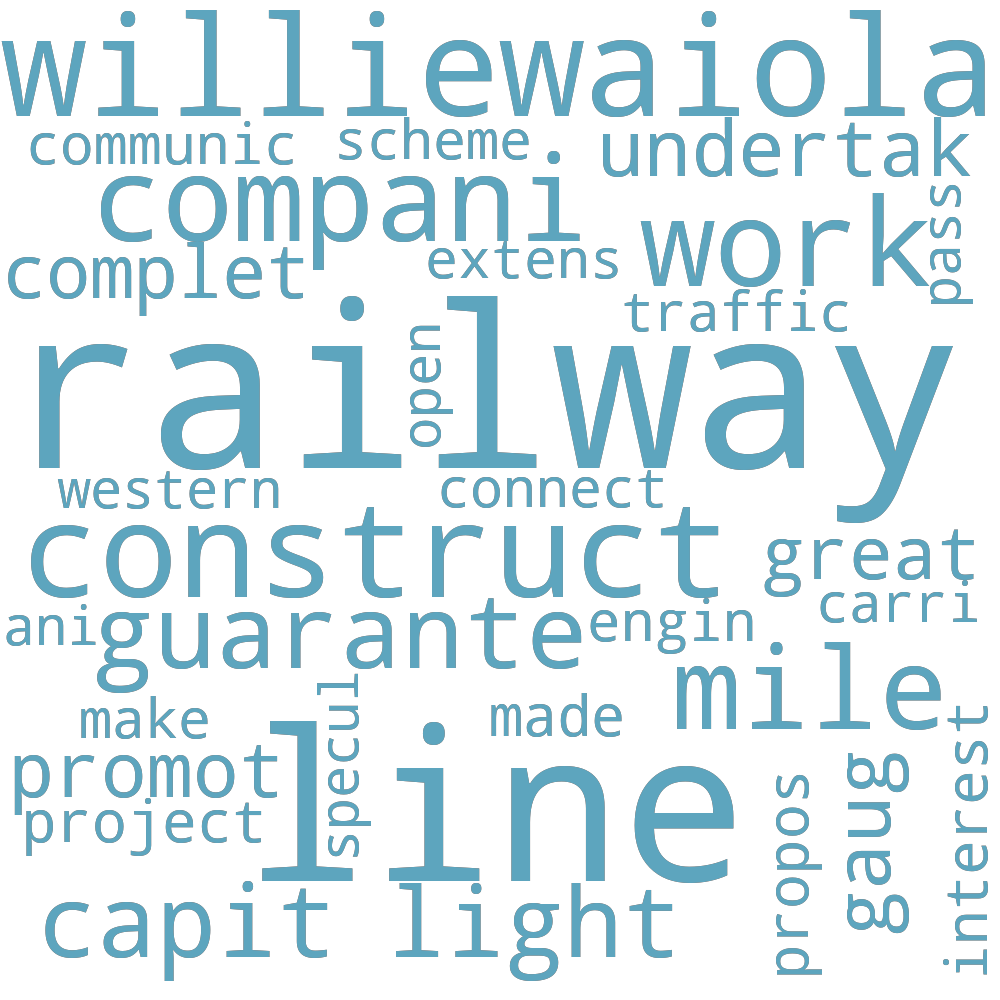 williewaiola
communic scheme undertak
compani work pass
complet extens
traffic
railway
open
western connect
construct great
carri
ani guarante engin
mile
make specul made interest
promot line
project propos gaug
capit light